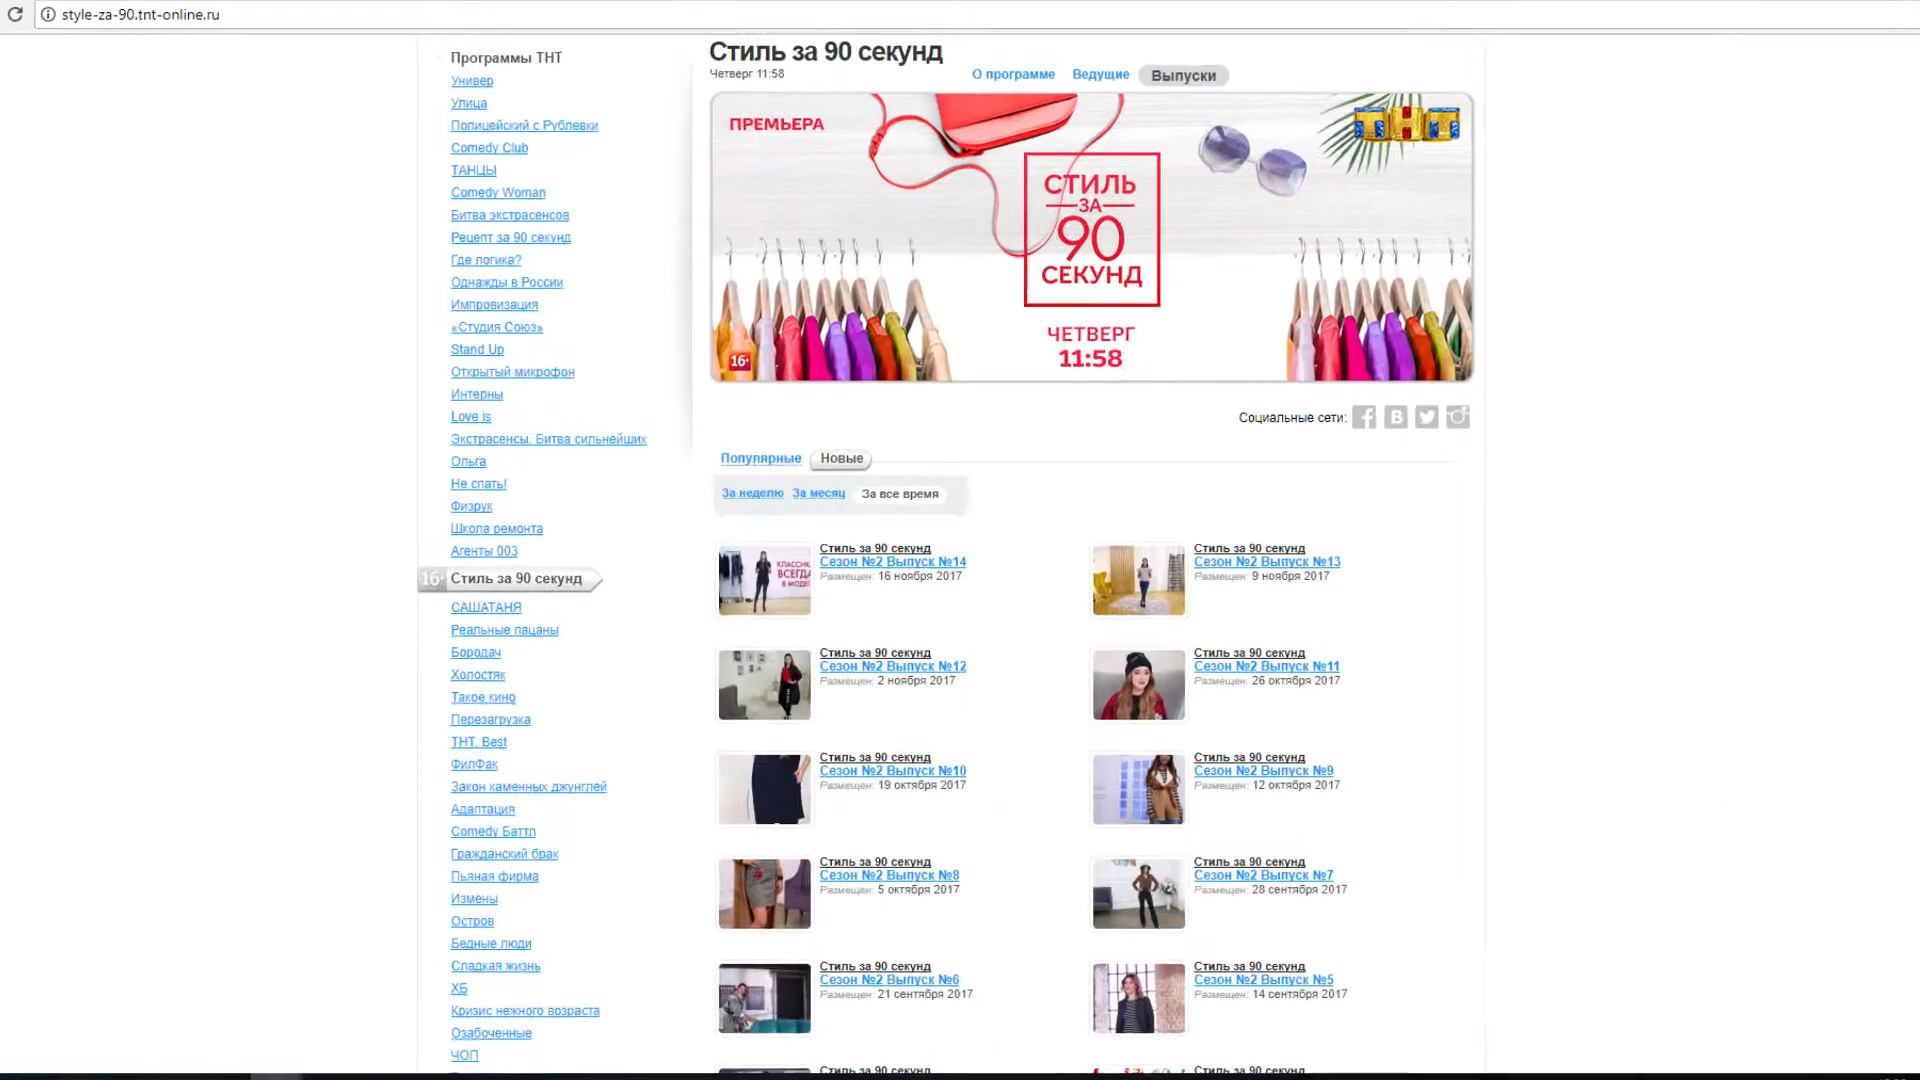 style-za-90.tnt-online.ru
Программы ТНТ
Универ
Улица
Полицейский с Рублевки
Comedy Club
ТАНЦЫ
Comedy Woman
Битва экстрасенсов
Рецепт за 90 секунд
Где логика?
Однажды в России
Импровизация
«Студия Союз»
Stand Up
Открытый микрофон
Интерны
Love is
Экстрасенсы. Битва сильнейших
Ольга
Не спать!
Физрук
Школа ремонта
Агенты 003
16+ Стиль за 90 секунд
САШАТАНЯ
Реальные пацаны
Бородач
Холостяк
Такое кино
Перезагрузка
ТНТ. Best
ФилФак
Закон каменных джунглей
Адаптация
Comedy Баттл
Гражданский брак
Пьяная фирма
Измены
Остров
Бедные люди
Сладкая жизнь
ХБ
Кризис нежного возраста
Озабоченные
ЧОП
Стиль за 90 секунд
Четверг 11:58
О программе Ведущие Выпуски
ПРЕМЬЕРА
ТНТ
СТИЛЬ
ЗА
90
СЕКУНД
ЧЕТВЕРГ
11:58
16+
Социальные сети:
Популярные Новые
За неделю За месяц За все время
КЛАССИКА
ВСЕГДА
В МОДЕ
Стиль за 90 секунд
Сезон №2 Выпуск №14
Размещен: 16 ноября 2017
Стиль за 90 секунд
Сезон №2 Выпуск №13
Размещен: 9 ноября 2017
Стиль за 90 секунд
Сезон №2 Выпуск №12
Размещен: 2 ноября 2017
Стиль за 90 секунд
Сезон №2 Выпуск №11
Размещен: 26 октября 2017
Стиль за 90 секунд
Сезон №2 Выпуск №10
Размещен: 19 октября 2017
Стиль за 90 секунд
Сезон №2 Выпуск №9
Размещен: 12 октября 2017
Стиль за 90 секунд
Сезон №2 Выпуск №8
Размещен: 5 октября 2017
Стиль за 90 секунд
Сезон №2 Выпуск №7
Размещен: 28 сентября 2017
Стиль за 90 секунд
Сезон №2 Выпуск №6
Размещен: 21 сентября 2017
Стиль за 90 секунд
Сезон №2 Выпуск №5
Размещен: 14 сентября 2017
Стиль за 90 секунд
Стиль за 90 секунд